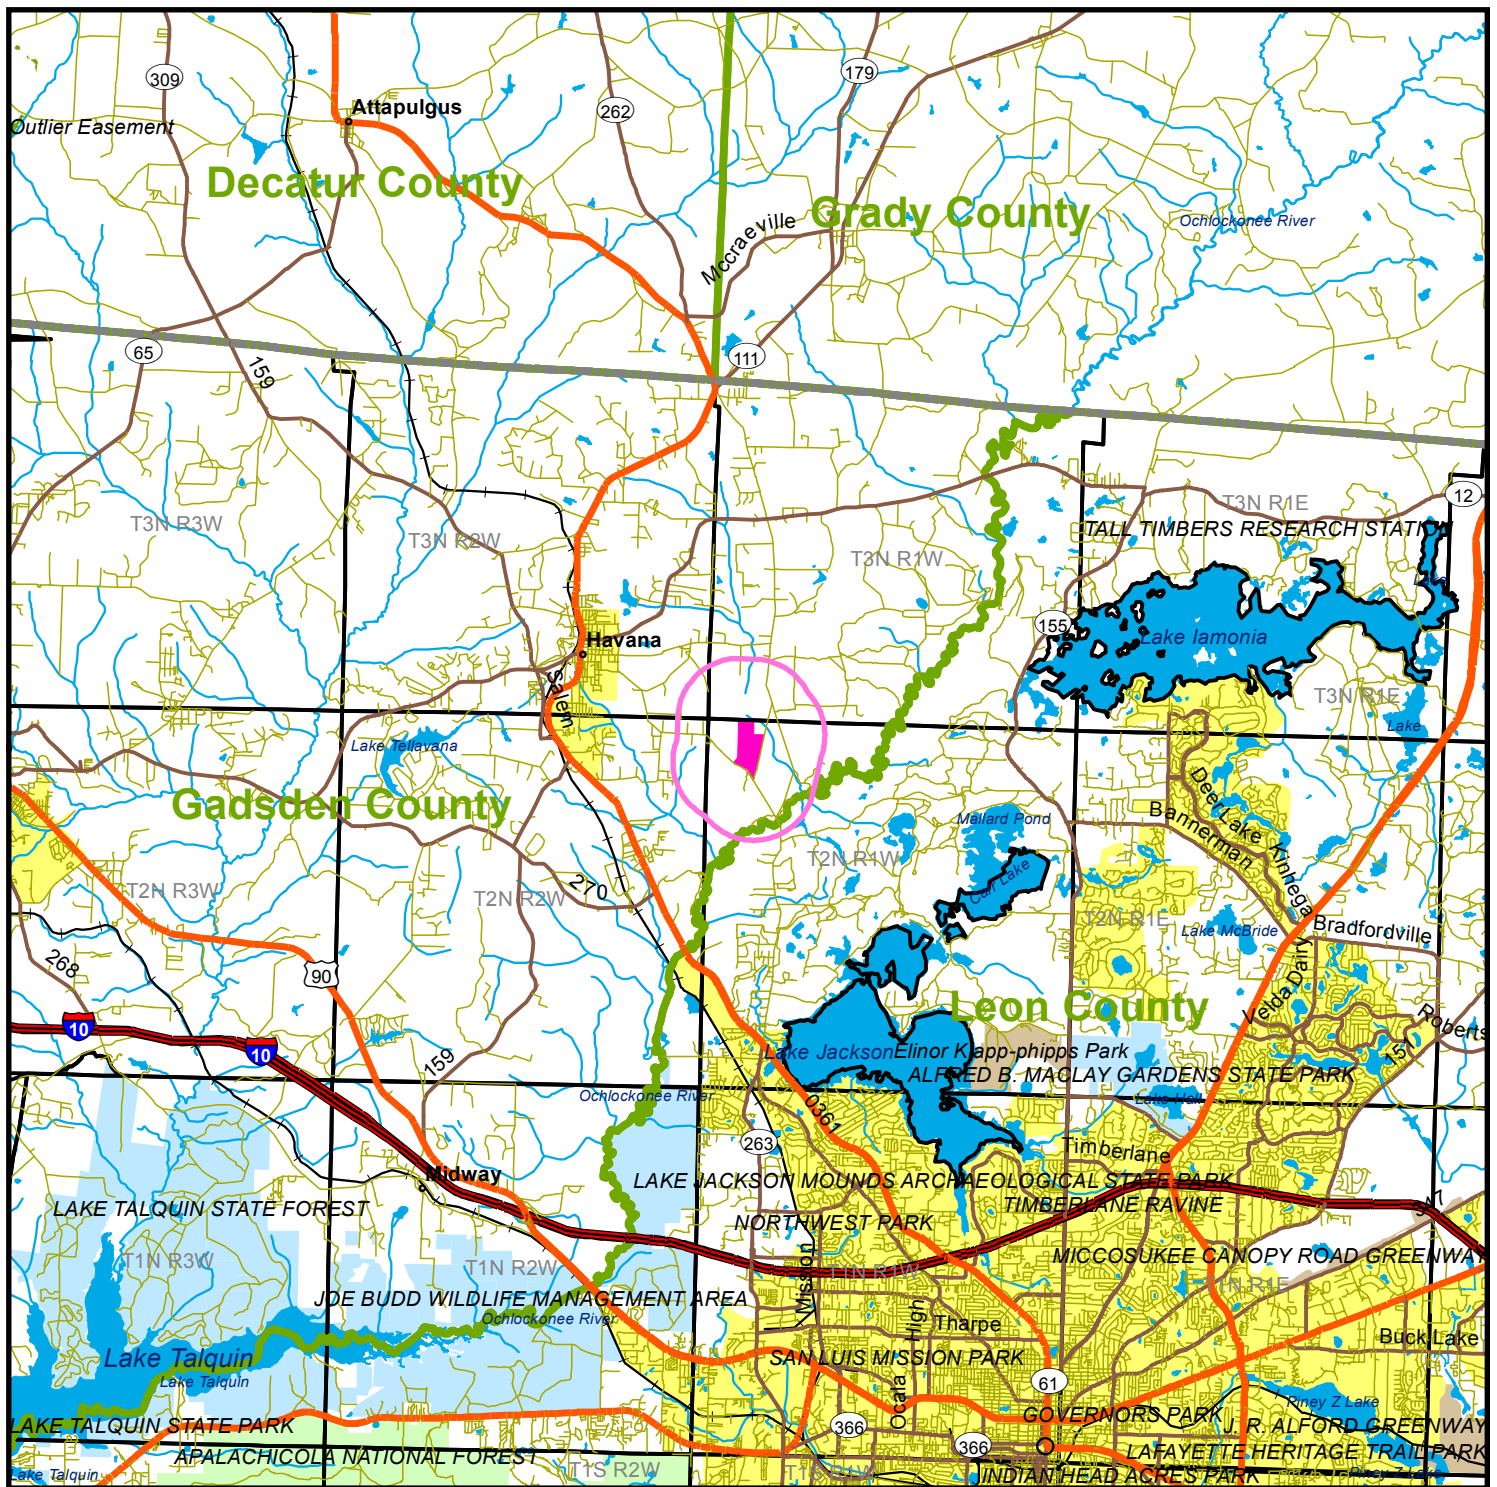 309
179
Attapulgus
262
Outlier Easement
Decatur County
Grady County
Ochlockonee River
Mccraeville
65
111
159
12
T3N R3W
T3N R1E
TALL TIMBERS RESEARCH STATION
T3N R2W
T3N R1W
Lake
155
Havana
Lake Iamonia
Salem
T3N R1E
Lake
Lake Tellavana
Gadsden County
Deer Lake
Kinhega
Bannerman
Mallard Pond
T2N R1W
Carr Lake
T2N R3W
270
T2N R2W
T2N R1E
Lake McBride
Bradfordville
Velda Dairy
268
90
Leon County
Roberts
10
10
Lake Jackson
Elinor Klapp-phipps Park
151
159
ALFRED B. MACLAY GARDENS STATE PARK
Ochlockonee River
Lake Hall
0361
263
Timberlane
Midway
LAKE JACKSON MOUNDS ARCHAEOLOGICAL STATE PARK
LAKE TALQUIN STATE FOREST
TIMBERLANE RAVINE
NORTHWEST PARK
MICCOSUKEE CANOPY ROAD GREENWAY
T1N R3W
T1N R2W
T1N R1W
T1N R1E
Mission
JOE BUDD WILDLIFE MANAGEMENT AREA
Ochlockonee River
Tharpe
Ocala
High
Buck Lake
Lake Talquin
Lake Talquin
SAN LUIS MISSION PARK
61
Piney Z Lake
GOVERNORS PARK
J. R. ALFORD GREENWAY
LAKE TALQUIN STATE PARK
366
366
LAFAYETTE HERITAGE TRAIL PARK
APALACHICOLA NATIONAL FOREST
Lake Talquin
T1S R2W
T1S R1W
INDIAN HEAD ACRES PARK
Piney Z Lake